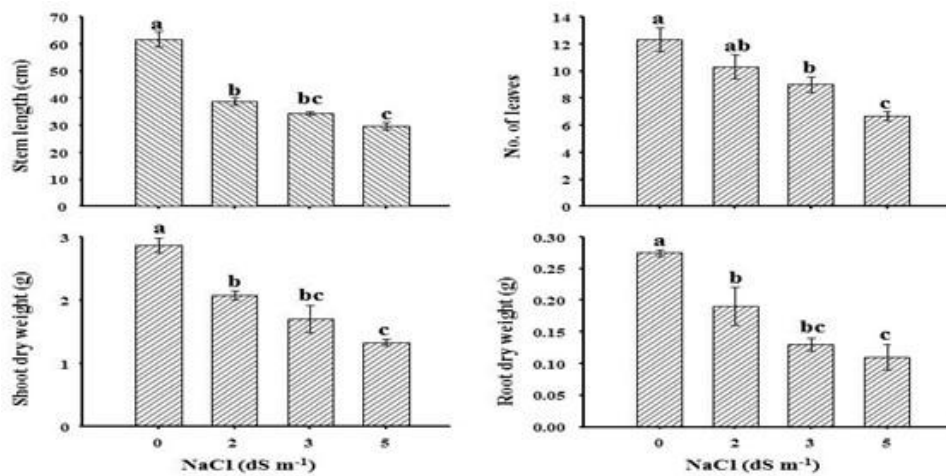 Stem length (cm)
70
60
50
40
30
20
10
0
a
b
bc
c
No. of leaves
14
12
10
8
6
4
2
0
a
ab
b
c
Shoot dry weight (g)
3
2
1
0
a
b
bc
c
0
2
3
5
NaCl (dS m⁻¹)
Root dry weight (g)
0.30
0.25
0.20
0.15
0.10
0.05
0.00
a
b
bc
c
0
2
3
5
NaCl (dS m⁻¹)